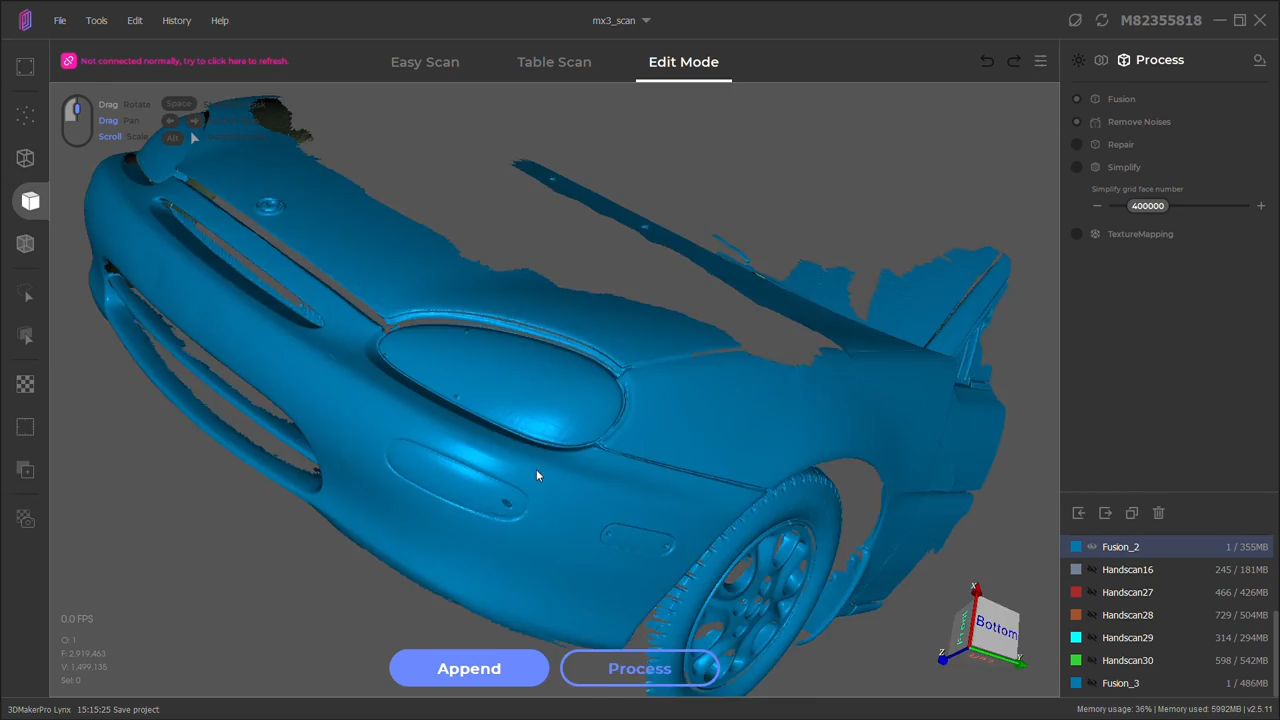 File Tools Edit History Help
mx3_scan
M82355818
Not connected normally, try to click here to refresh.
Easy Scan Table Scan Edit Mode
Process
Drag Rotate Space
Drag Pan
Scroll Scale Alt
Fusion
Remove Noises
Repair
Simplify
Simplify grid face number
− 400000 +
TextureMapping
Fusion_2 1 / 355MB
Handscan16 245 / 181MB
Handscan27 466 / 426MB
Handscan28 729 / 504MB
Handscan29 314 / 294MB
Handscan30 598 / 542MB
Fusion_3 1 / 486MB
X
Front
Bottom
Z
Y
0.0 FPS
O: 1
F: 2,919,463
V: 1,499,135
Sel: 0
Append Process
3DMakerPro Lynx 15:15:25 Save project
Memory usage: 36% | Memory used: 5992MB | v2.5.11